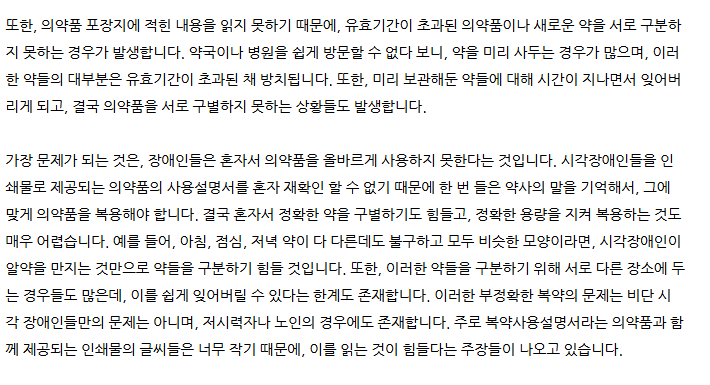 또한, 의약품 포장지에 적힌 내용을 읽지 못하기 때문에, 유효기간이 초과된 의약품이나 새로운 약을 서로 구분하
지 못하는 경우가 발생합니다. 약국이나 병원을 쉽게 방문할 수 없다 보니, 약을 미리 사두는 경우가 많으며, 이러
한 약들의 대부분은 유효기간이 초과된 채 방치됩니다. 또한, 미리 보관해둔 약들에 대해 시간이 지나면서 잊어버
리게 되고, 결국 의약품을 서로 구별하지 못하는 상황들도 발생합니다.
가장 문제가 되는 것은, 장애인들은 혼자서 의약품을 올바르게 사용하지 못한다는 것입니다. 시각장애인들을 인
쇄물로 제공되는 의약품의 사용설명서를 혼자 재확인 할 수 없기 때문에 한 번 들은 약사의 말을 기억해서, 그에
맞게 의약품을 복용해야 합니다. 결국 혼자서 정확한 약을 구별하기도 힘들고, 정확한 용량을 지켜 복용하는 것도
매우 어렵습니다. 예를 들어, 아침, 점심, 저녁 약이 다 다른데도 불구하고 모두 비슷한 모양이라면, 시각장애인이
알약을 만지는 것만으로 약들을 구분하기 힘들 것입니다. 또한, 이러한 약들을 구분하기 위해 서로 다른 장소에 두
는 경우들도 많은데, 이를 쉽게 잊어버릴 수 있다는 한계도 존재합니다. 이러한 부정확한 복약의 문제는 비단 시
각 장애인들만의 문제는 아니며, 저시력자나 노인의 경우에도 존재합니다. 주로 복약사용설명서라는 의약품과 함
께 제공되는 인쇄물의 글씨들은 너무 작기 때문에, 이를 읽는 것이 힘들다는 주장들이 나오고 있습니다.